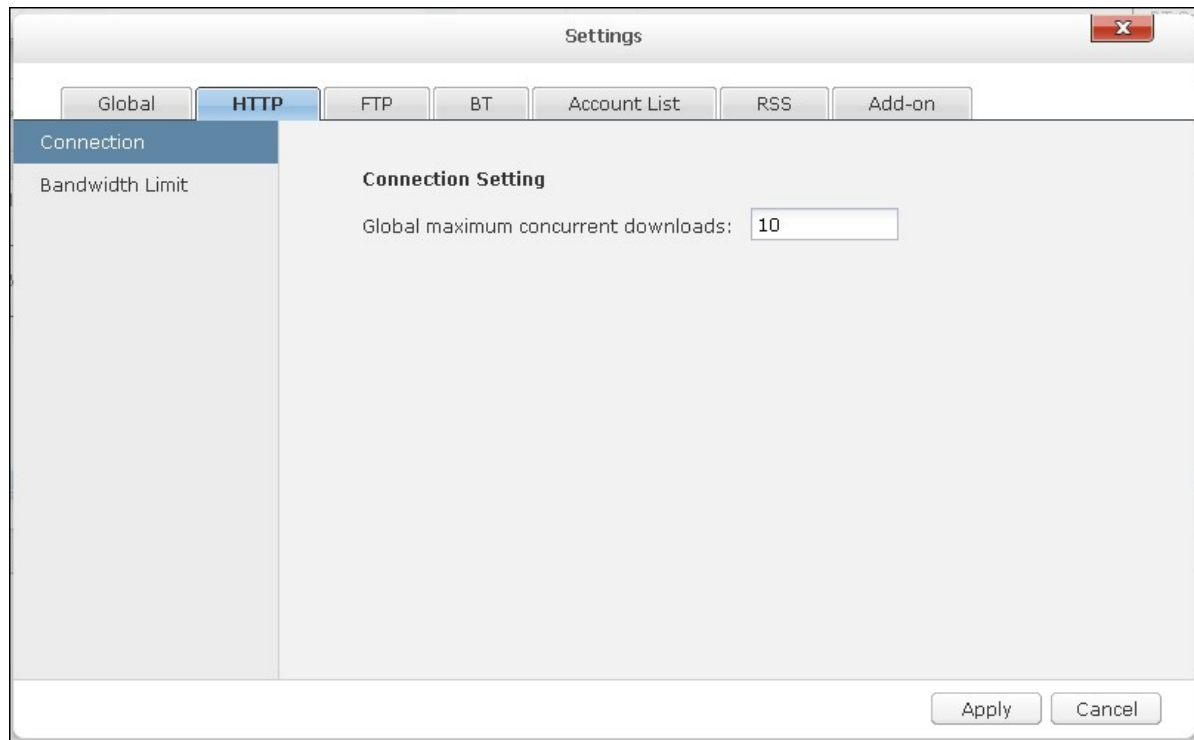 Settings
x
Global HTTP FTP BT Account List RSS Add-on
Connection
Bandwidth Limit
Connection Setting
Global maximum concurrent downloads: 10
Apply Cancel